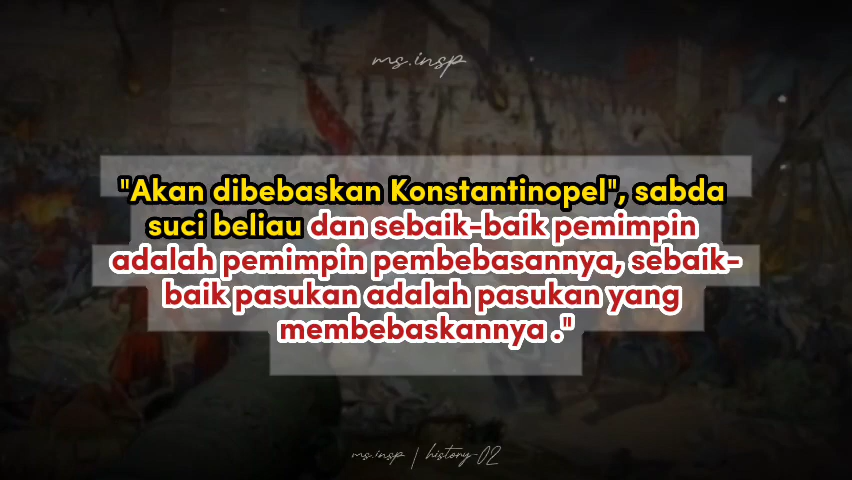 ms.insp
"Akan dibebaskan Konstantinopel", sabda
suci beliau dan sebaik-baik pemimpin
adalah pemimpin pembebasannya, sebaik-
baik pasukan adalah pasukan yang
membebaskannya ."
ms.insp | history-02